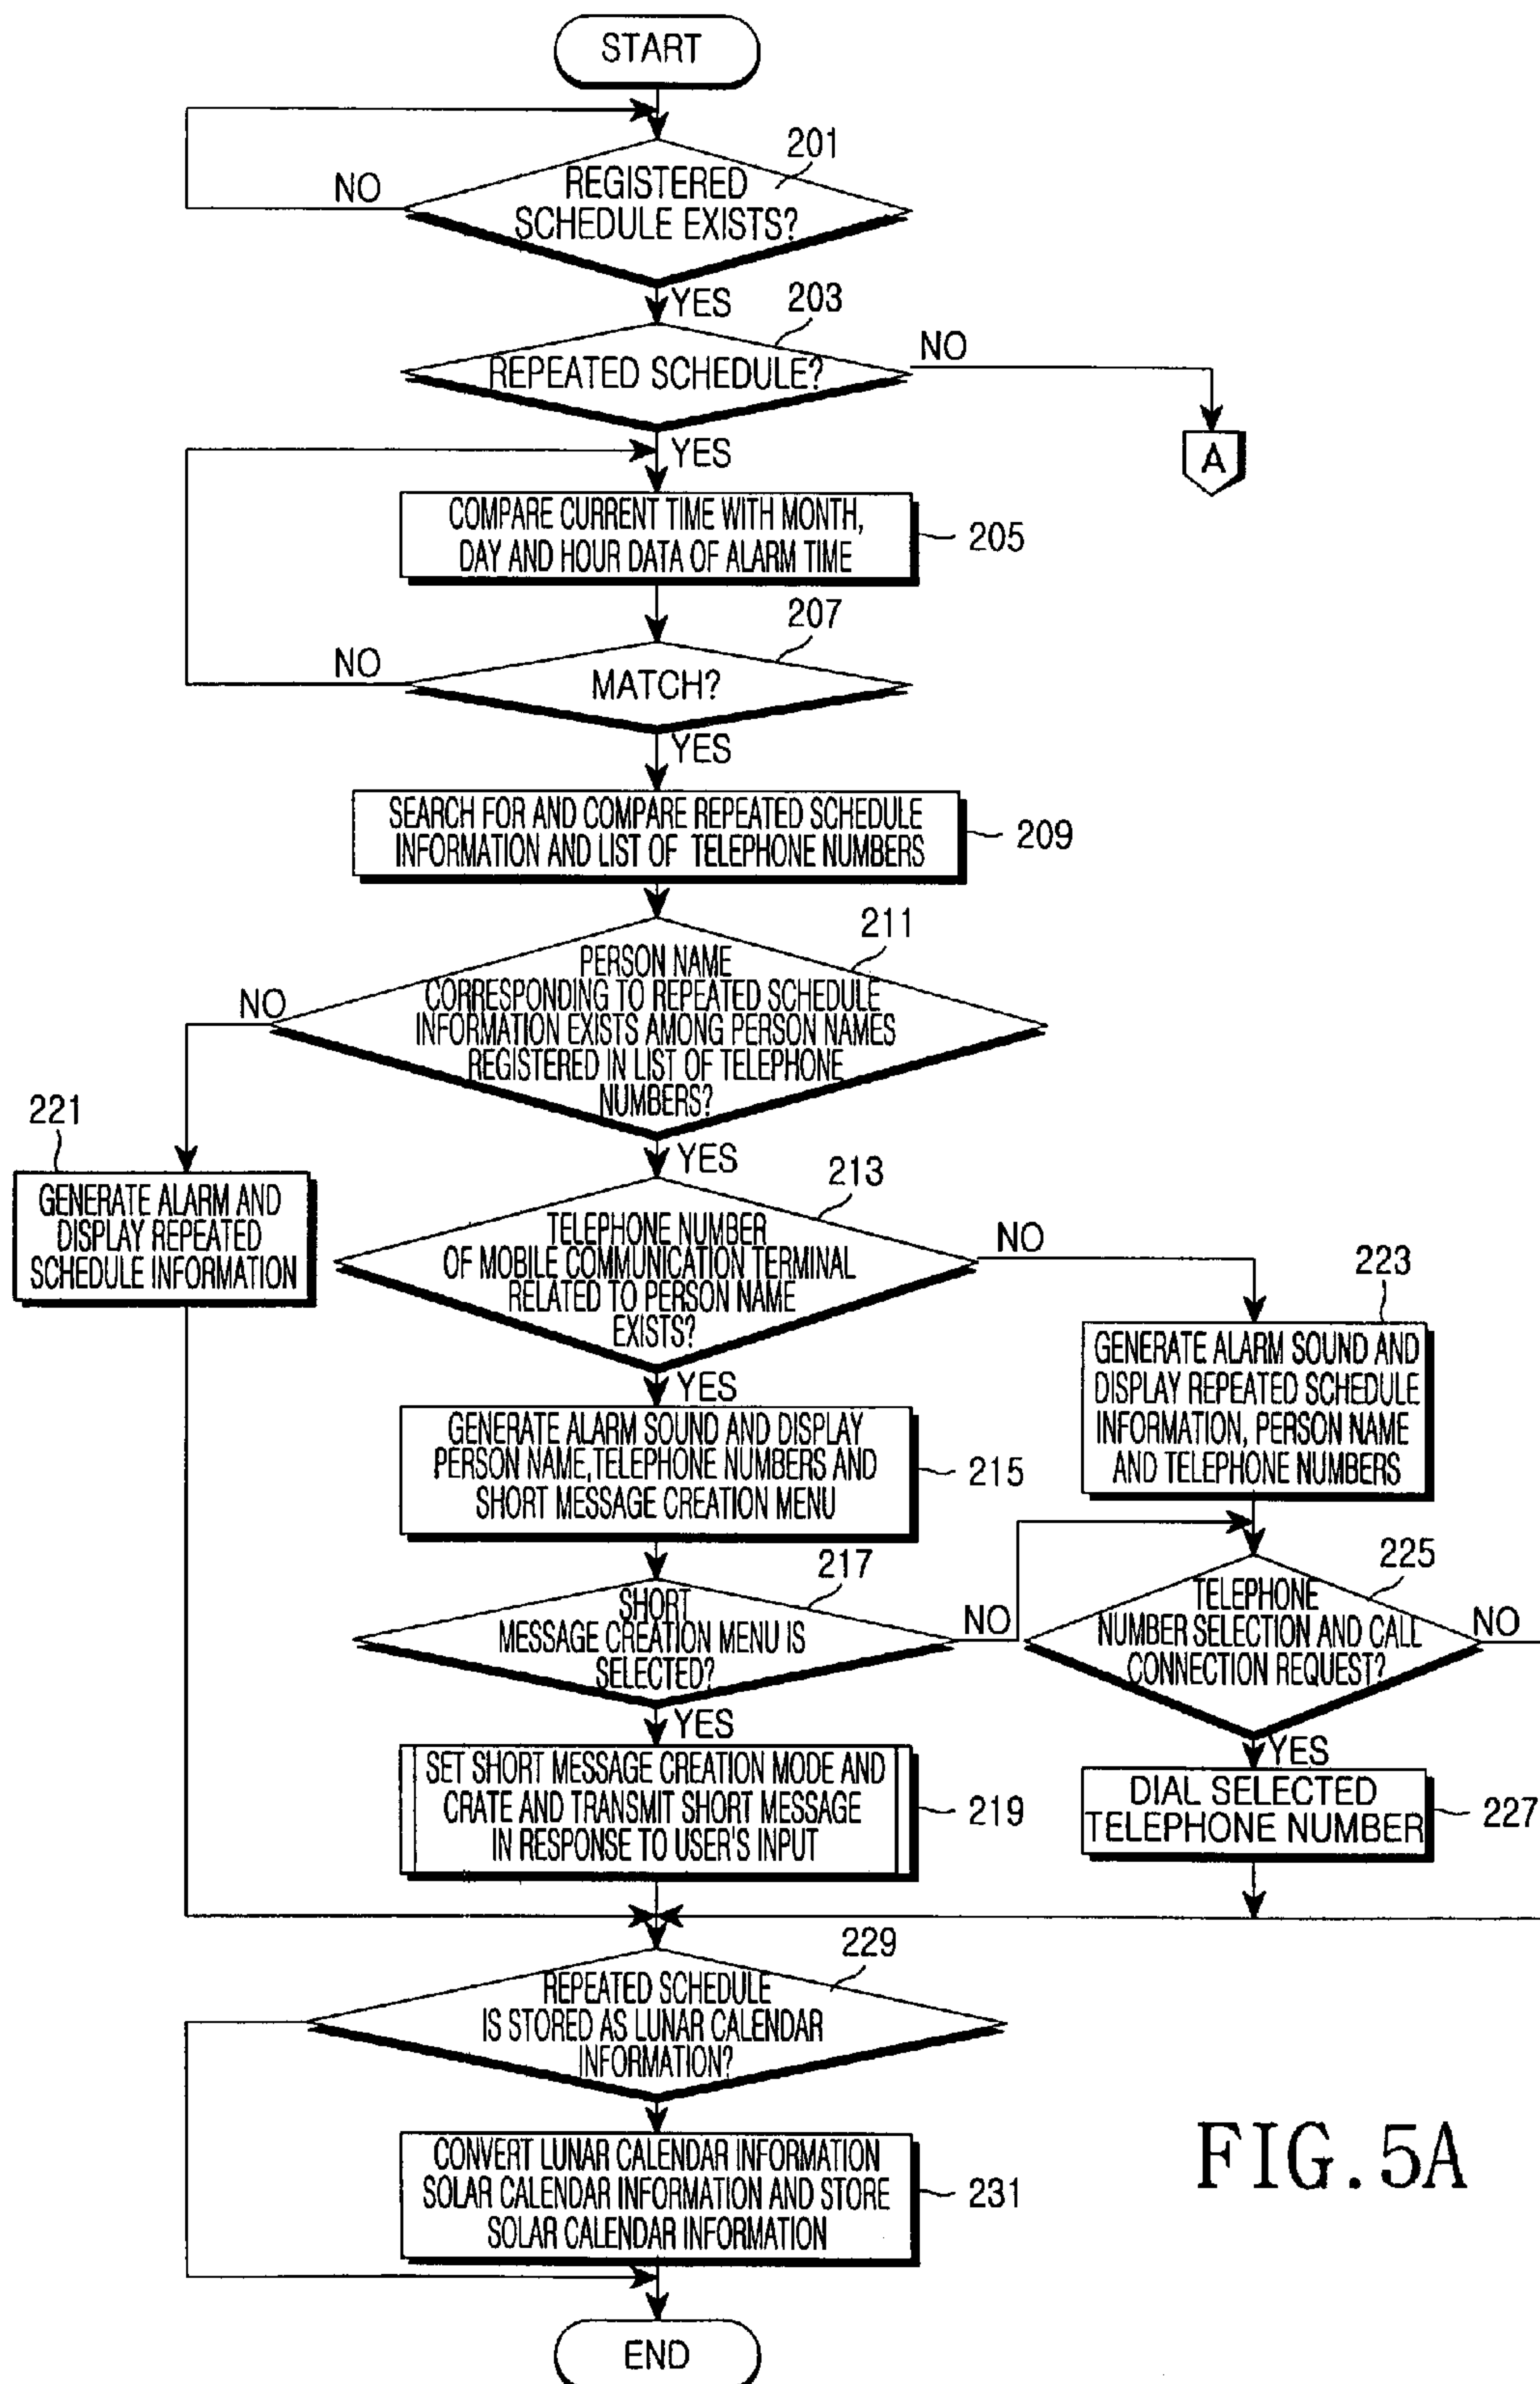 START
201
REGISTERED
SCHEDULE EXISTS?
NO
YES
203
REPEATED SCHEDULE?
NO
YES
A
COMPARE CURRENT TIME WITH MONTH,
DAY AND HOUR DATA OF ALARM TIME
205
207
MATCH?
NO
YES
SEARCH FOR AND COMPARE REPEATED SCHEDULE
INFORMATION AND LIST OF TELEPHONE NUMBERS
209
211
PERSON NAME
CORRESPONDING TO REPEATED SCHEDULE
INFORMATION EXISTS AMONG PERSON NAMES
REGISTERED IN LIST OF TELEPHONE
NUMBERS?
NO
YES
221
GENERATE ALARM AND
DISPLAY REPEATED
SCHEDULE INFORMATION
213
TELEPHONE NUMBER
OF MOBILE COMMUNICATION TERMINAL
RELATED TO PERSON NAME
EXISTS?
NO
YES
223
GENERATE ALARM SOUND AND
DISPLAY REPEATED SCHEDULE
INFORMATION, PERSON NAME
AND TELEPHONE NUMBERS
GENERATE ALARM SOUND AND DISPLAY
PERSON NAME,TELEPHONE NUMBERS AND
SHORT MESSAGE CREATION MENU
215
217
SHORT
MESSAGE CREATION MENU IS
SELECTED?
NO
YES
225
TELEPHONE
NUMBER SELECTION AND CALL
CONNECTION REQUEST?
NO
YES
SET SHORT MESSAGE CREATION MODE AND
CRATE AND TRANSMIT SHORT MESSAGE
IN RESPONSE TO USER'S INPUT
219
DIAL SELECTED
TELEPHONE NUMBER
227
229
REPEATED SCHEDULE
IS STORED AS LUNAR CALENDAR
INFORMATION?
CONVERT LUNAR CALENDAR INFORMATION
SOLAR CALENDAR INFORMATION AND STORE
SOLAR CALENDAR INFORMATION
231
END
FIG.5A